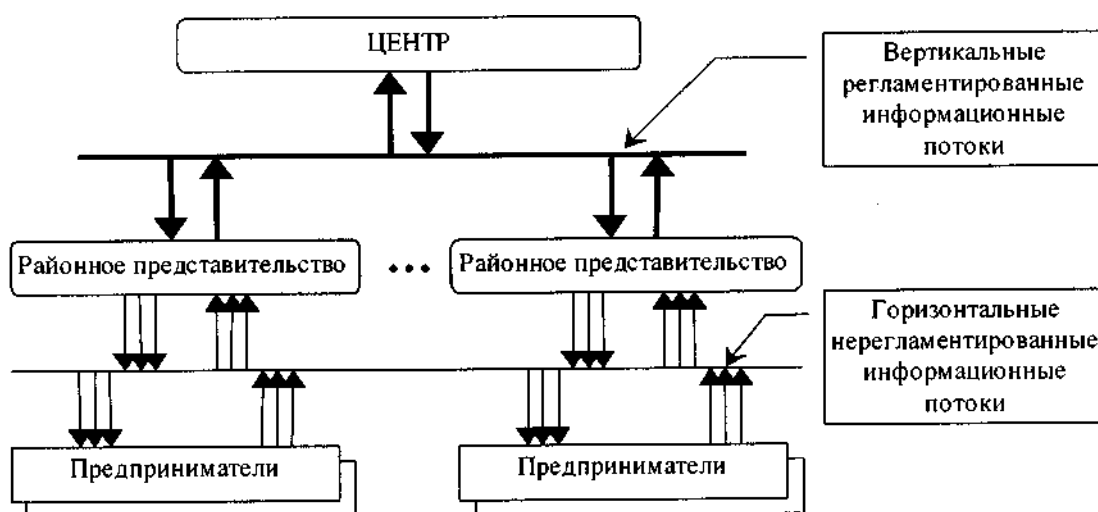 ЦЕНТР
Вертикальные
регламентированные
информационные
потоки
Районное представительство
•••
Районное представительство
Горизонтальные
нерегламентированные
информационные
потоки
Предприниматели
Предприниматели